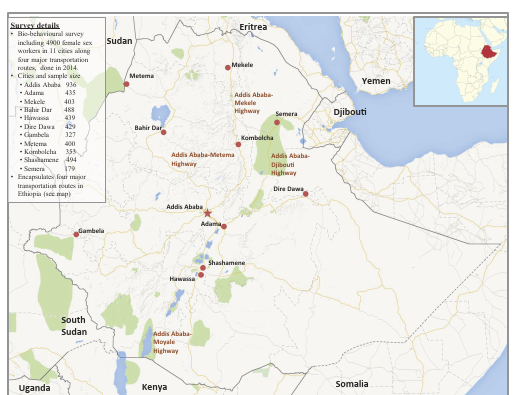 Survey details
• Bio-behavioural survey
including 4900 female sex
workers in 11 cities along
four major transportation
routes, done in 2014.
• Cities and sample size
• Addis Ababa 936
• Adama 435
• Mekele 403
• Bahir Dar 488
• Hawassa 439
• Dire Dawa 429
• Gambela 327
• Metema 400
• Kombolcha 353
• Shashamene 494
• Semera 179
• Encapsulates four major
transportation routes in
Ethiopia (see map)
Sudan
Eritrea
Mekele
Metema
Yemen
Addis Ababa-
Mekele
Highway
Semera
Djibouti
Bahir Dar
Kombolcha
Addis Ababa-Metema
Highway
Addis Ababa-
Djibouti
Highway
Dire Dawa
Addis Ababa
Adama
Gambela
Shashamene
Hawassa
South
Sudan
Addis Ababa-
Moyale
Highway
Uganda
Kenya
Somalia